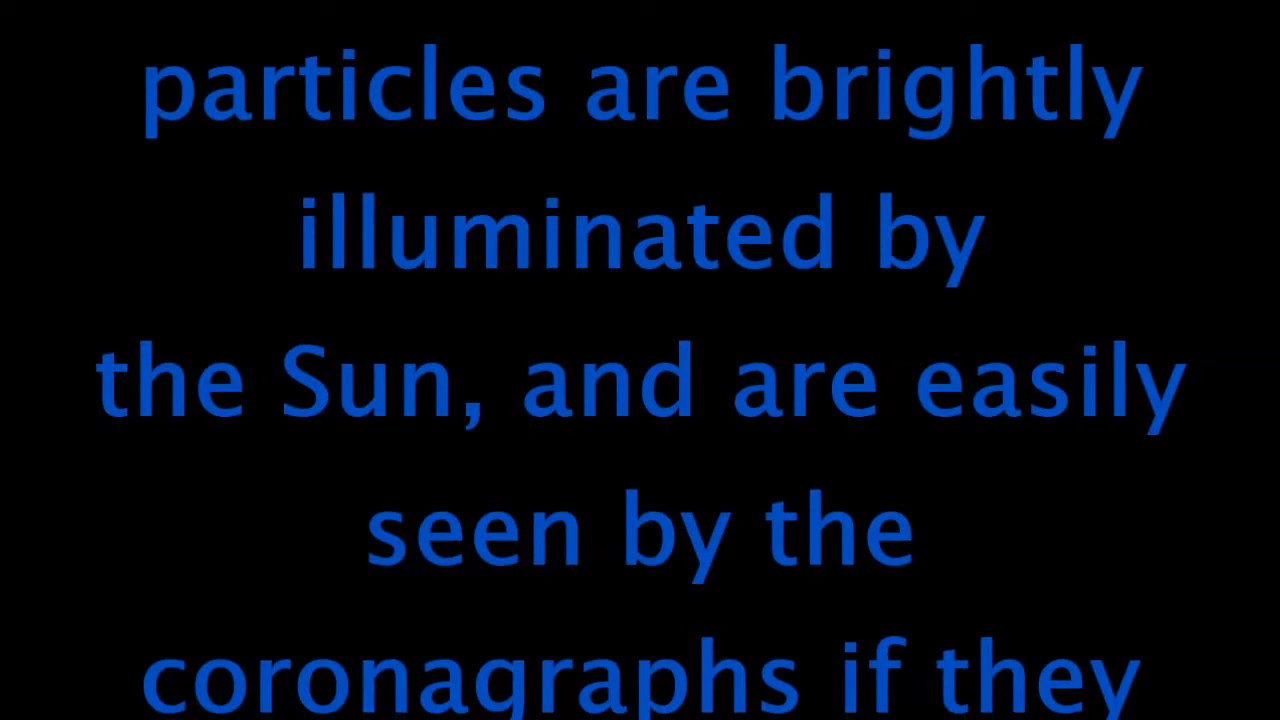 particles are brightly
illuminated by
the Sun, and are easily
seen by the
coronagraphs if they